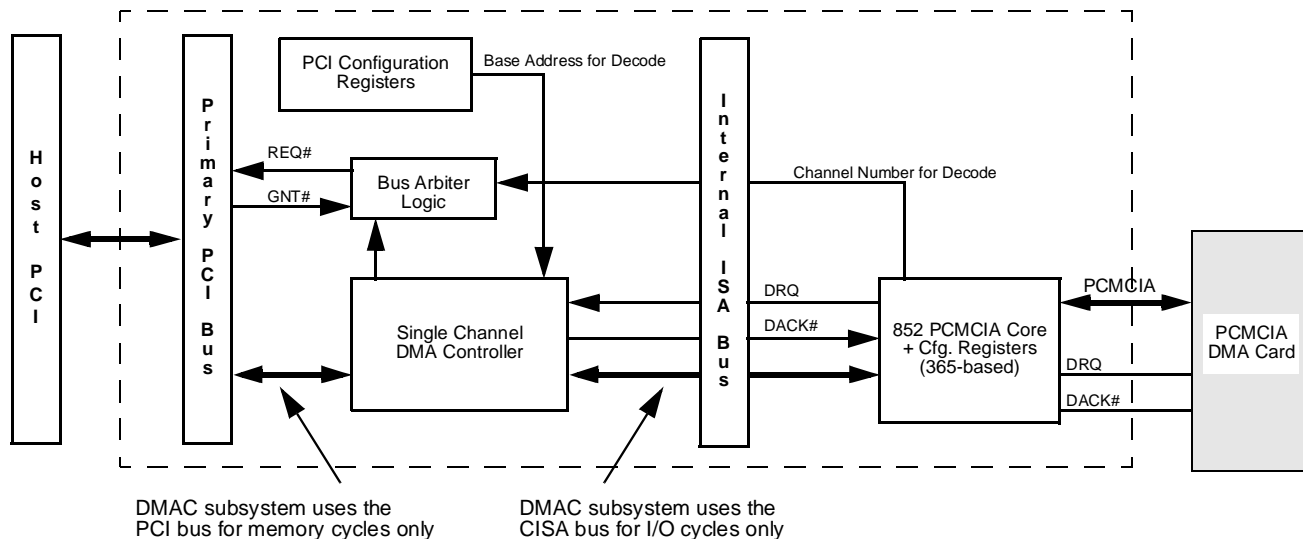 Host PCI
Primary PCI Bus
PCI Configuration
Registers
Base Address for Decode
REQ#
GNT#
Bus Arbiter
Logic
Single Channel
DMA Controller
Internal ISA Bus
Channel Number for Decode
DRQ
DACK#
852 PCMCIA Core
+ Cfg. Registers
(365-based)
PCMCIA
DRQ
DACK#
PCMCIA
DMA Card
DMAC subsystem uses the
PCI bus for memory cycles only
DMAC subsystem uses the
CISA bus for I/O cycles only